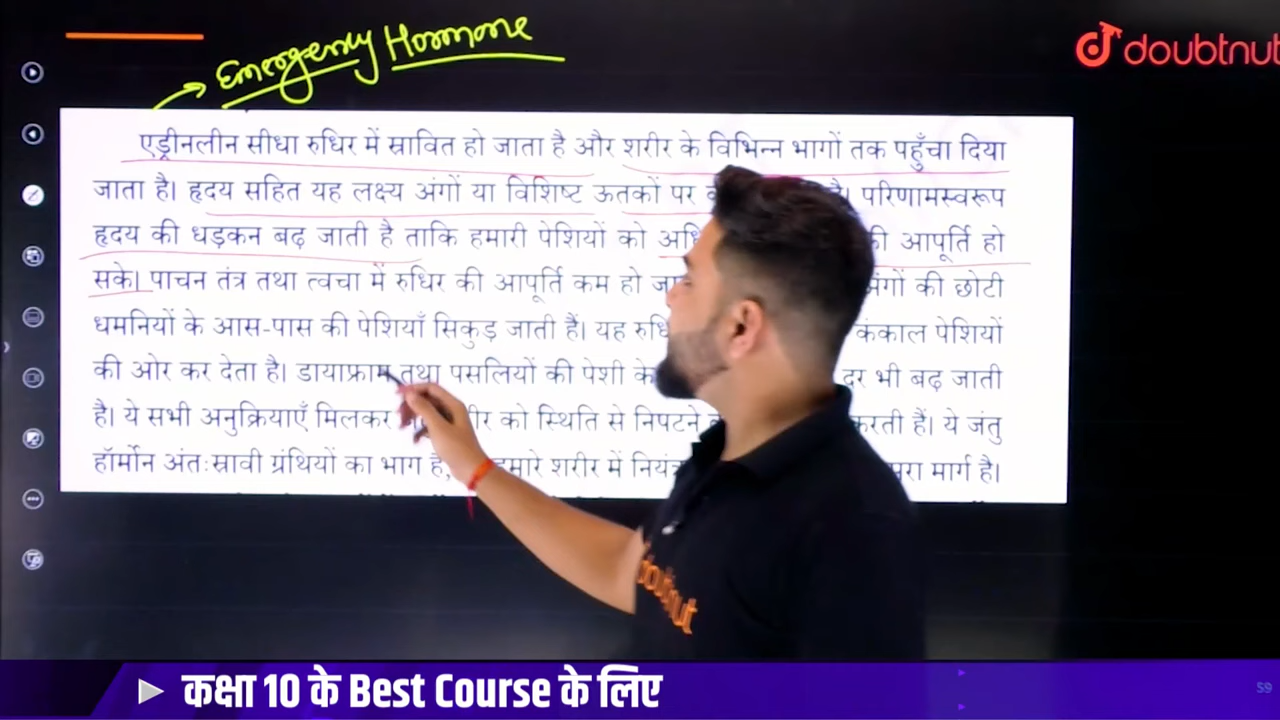 Emergency Hormone
doubtnut
एड्रीनलीन सीधा रुधिर में स्रावित हो जाता है और शरीर के विभिन्न भागों तक पहुँचा दिया
जाता है। हृदय सहित यह लक्ष्य अंगों या विशिष्ट ऊतकों पर है। परिणामस्वरूप
हृदय की धड़कन बढ़ जाती है ताकि हमारी पेशियों को की आपूर्ति हो
सके। पाचन तंत्र तथा त्वचा में रुधिर की आपूर्ति कम हो अंगों की छोटी
धमनियों के आस-पास की पेशियाँ सिकुड़ जाती हैं। यह कंकाल पेशियों
की ओर कर देता है। डायाफ्राम तथा पसलियों की पेशी के दर भी बढ़ जाती
है। ये सभी अनुक्रियाएँ मिलकर को स्थिति से निपटने करती हैं। ये जंतु
हॉर्मोन अंतःस्रावी ग्रंथियों का भाग हमारे शरीर में मार्ग है।
कक्षा 10 के Best Course के लिए
59